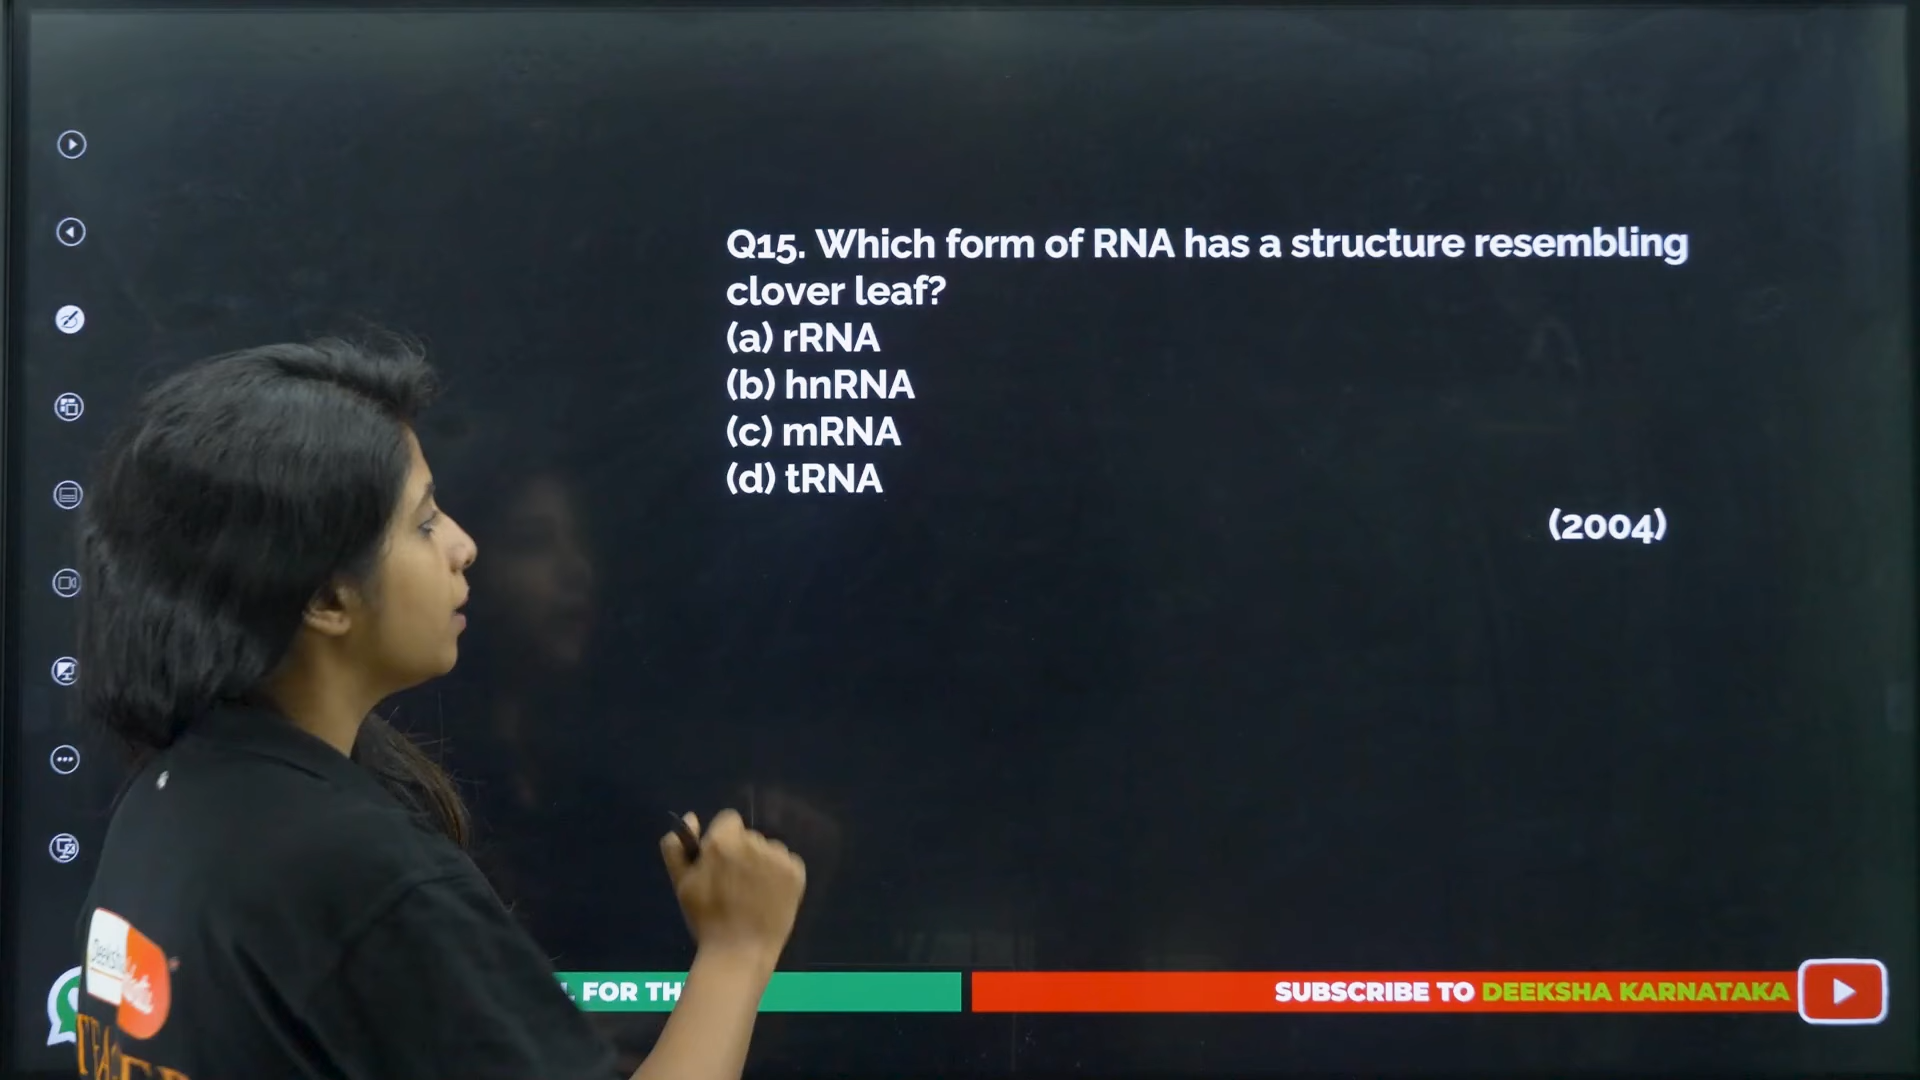 Q15. Which form of RNA has a structure resembling
clover leaf?
(a) rRNA
(b) hnRNA
(c) mRNA
(d) tRNA
(2004)
FOR TH
SUBSCRIBE TO DEEKSHA KARNATAKA